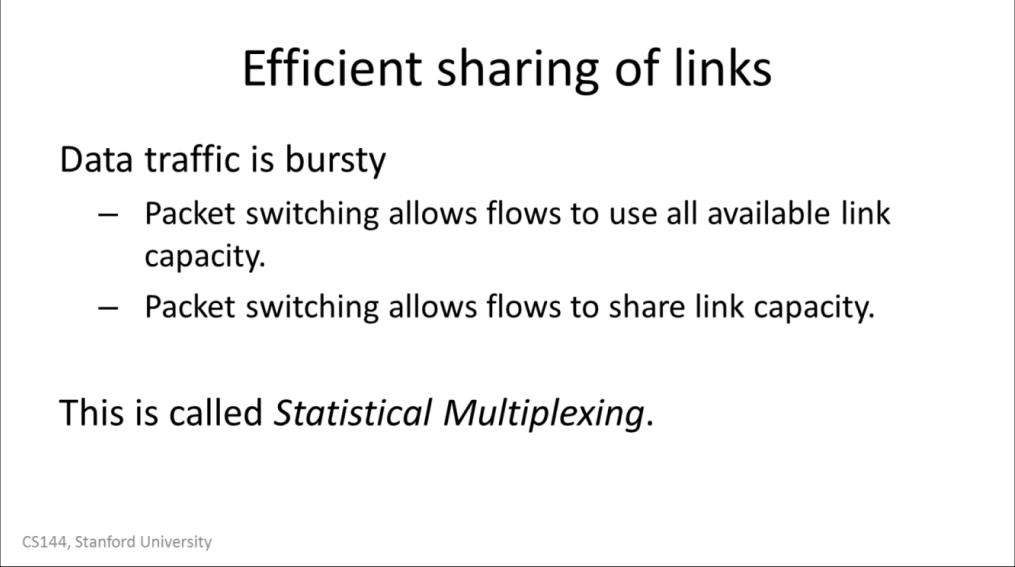 Efficient sharing of links
Data traffic is bursty
– Packet switching allows flows to use all available link
capacity.
– Packet switching allows flows to share link capacity.
This is called Statistical Multiplexing.
CS144, Stanford University